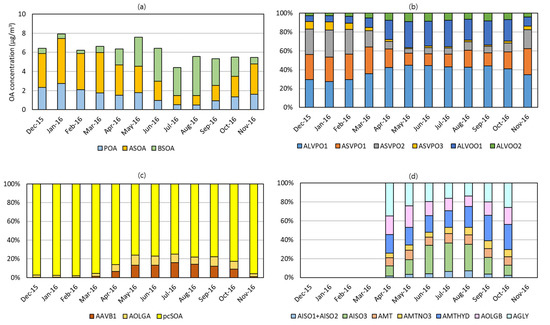 (a)
OA concentration (µg/m³)
10
8
6
4
2
0
Dec-15 Jan-16 Feb-16 Mar-16 Apr-16 May-16 Jun-16 Jul-16 Aug-16 Sep-16 Oct-16 Nov-16
POA ASOA BSOA
(b)
100%
80%
60%
40%
20%
0%
Dec-15 Jan-16 Feb-16 Mar-16 Apr-16 May-16 Jun-16 Jul-16 Aug-16 Sep-16 Oct-16 Nov-16
ALVPO1 ASVPO1 ASVPO2 ASVPO3 ALVOO1 ALVOO2
(c)
100%
80%
60%
40%
20%
0%
Dec-15 Jan-16 Feb-16 Mar-16 Apr-16 May-16 Jun-16 Jul-16 Aug-16 Sep-16 Oct-16 Nov-16
AAVB1 AOLGA pcSOA
(d)
100%
80%
60%
40%
20%
0%
Dec-15 Jan-16 Feb-16 Mar-16 Apr-16 May-16 Jun-16 Jul-16 Aug-16 Sep-16 Oct-16 Nov-16
AISO1+AISO2 AISO3 AMT AMTNO3 AMTHYD AOLGB AGLY